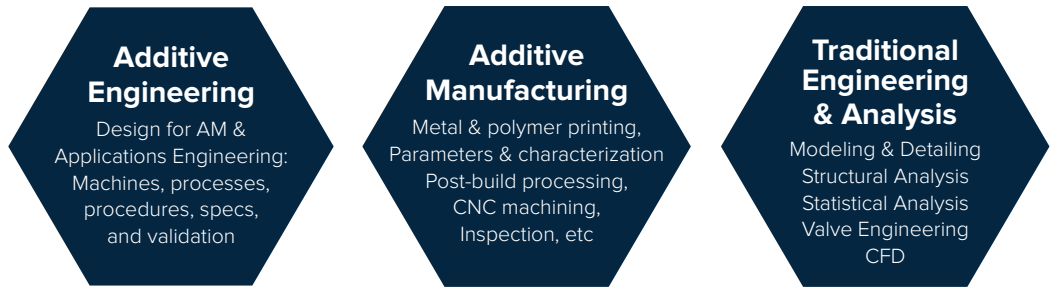 Additive
Engineering
Design for AM &
Applications Engineering:
Machines, processes,
procedures, specs,
and validation
Additive
Manufacturing
Metal & polymer printing,
Parameters & characterization
Post-build processing,
CNC machining,
Inspection, etc
Traditional
Engineering
& Analysis
Modeling & Detailing
Structural Analysis
Statistical Analysis
Valve Engineering
CFD